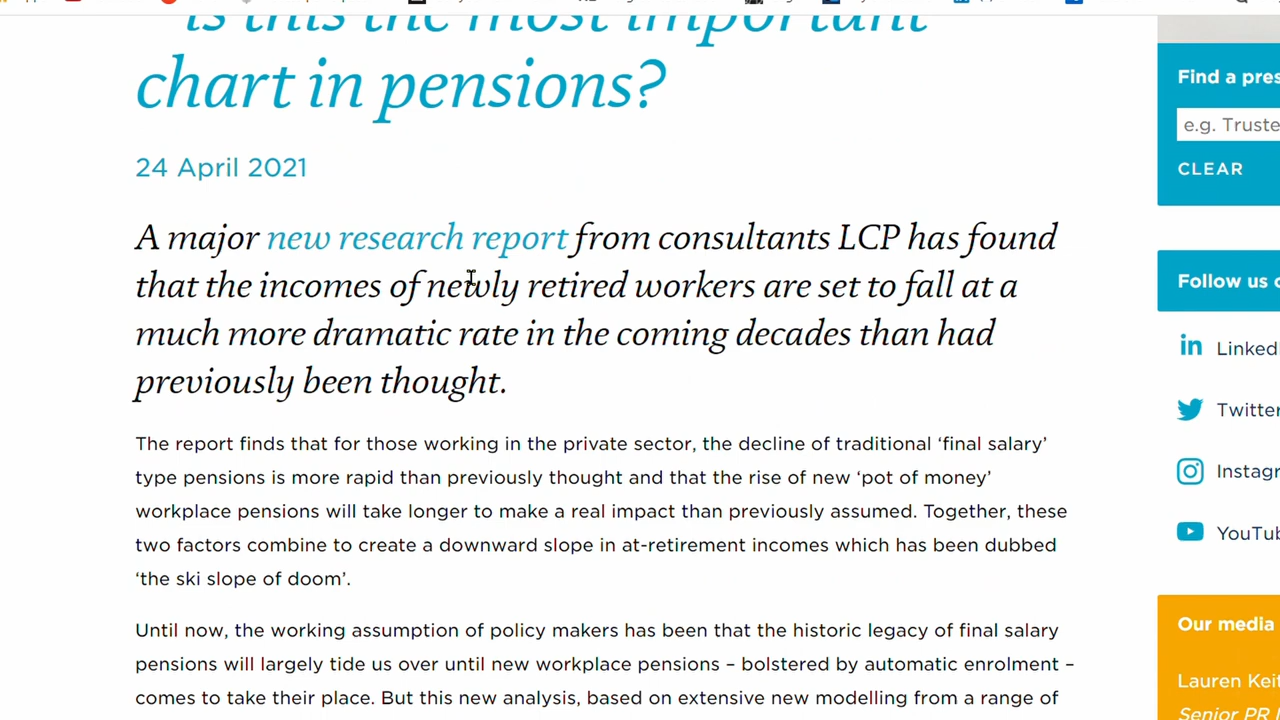 is this the most important
chart in pensions?
24 April 2021
A major new research report from consultants LCP has found
that the incomes of newly retired workers are set to fall at a
much more dramatic rate in the coming decades than had
previously been thought.
The report finds that for those working in the private sector, the decline of traditional ‘final salary’
type pensions is more rapid than previously thought and that the rise of new ‘pot of money’
workplace pensions will take longer to make a real impact than previously assumed. Together, these
two factors combine to create a downward slope in at-retirement incomes which has been dubbed
‘the ski slope of doom’.
Until now, the working assumption of policy makers has been that the historic legacy of final salary
pensions will largely tide us over until new workplace pensions – bolstered by automatic enrolment –
comes to take their place. But this new analysis, based on extensive new modelling from a range of
Find a pres
e.g. Truste
CLEAR
Follow us o
Linked
Twitter
Instagr
YouTub
Our media
Lauren Keit
Senior PR